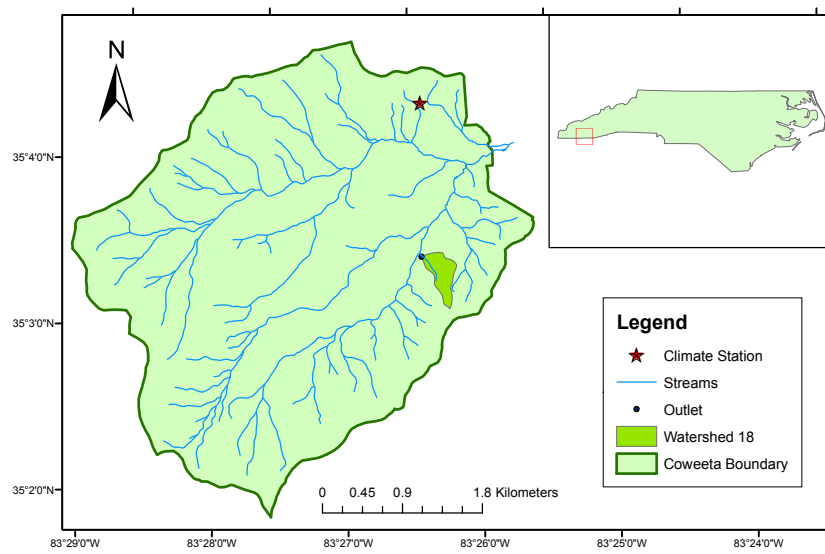 N
35°4'0"N
35°3'0"N
35°2'0"N
Legend
Climate Station
Streams
Outlet
Watershed 18
Coweeta Boundary
0 0.45 0.9 1.8 Kilometers
83°29'0"W 83°28'0"W 83°27'0"W 83°26'0"W 83°25'0"W 83°24'0"W